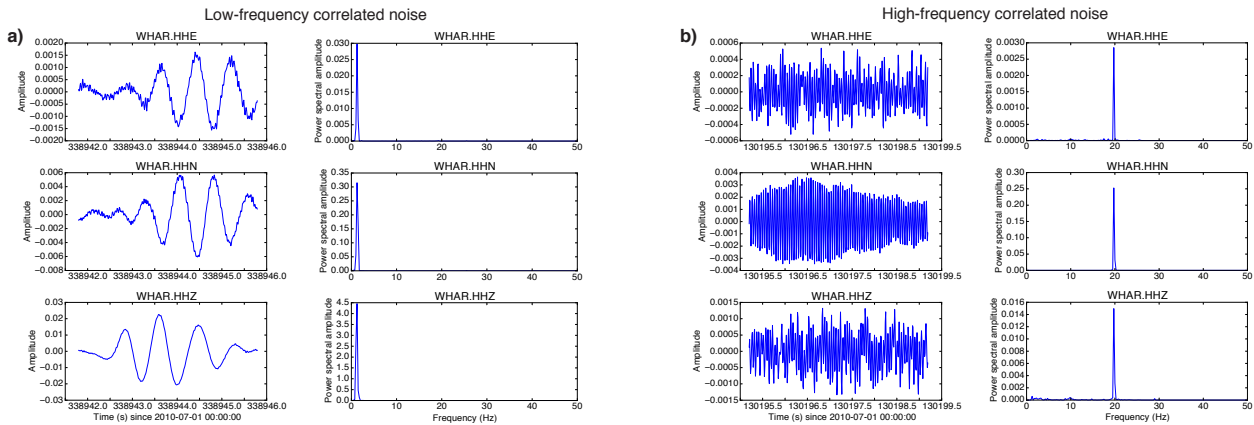 Low-frequency correlated noise
a)
WHAR.HHE
Amplitude
0.0020
0.0015
0.0010
0.0005
0.0000
−0.0005
−0.0010
−0.0015
−0.0020
338942.0 338943.0 338944.0 338945.0 338946.0
WHAR.HHE
Power spectral amplitude
0.030
0.025
0.020
0.015
0.010
0.005
0.000
0 10 20 30 40 50
WHAR.HHN
Amplitude
0.006
0.004
0.002
0.000
−0.002
−0.004
−0.006
−0.008
338942.0 338943.0 338944.0 338945.0 338946.0
WHAR.HHN
Power spectral amplitude
0.35
0.30
0.25
0.20
0.15
0.10
0.05
0.00
0 10 20 30 40 50
WHAR.HHZ
Amplitude
0.03
0.02
0.01
0.00
−0.01
−0.02
−0.03
338942.0 338943.0 338944.0 338945.0 338946.0
Time (s) since 2010-07-01 00:00:00
WHAR.HHZ
Power spectral amplitude
4.5
4.0
3.5
3.0
2.5
2.0
1.5
1.0
0.5
0.0
0 10 20 30 40 50
Frequency (Hz)
High-frequency correlated noise
b)
WHAR.HHE
Amplitude
0.0006
0.0004
0.0002
0.0000
−0.0002
−0.0004
−0.0006
130195.5 130196.5 130197.5 130198.5 130199.5
WHAR.HHE
Power spectral amplitude
0.0030
0.0025
0.0020
0.0015
0.0010
0.0005
0.0000
0 10 20 30 40 50
WHAR.HHN
Amplitude
0.004
0.003
0.002
0.001
0.000
−0.001
−0.002
−0.003
−0.004
130195.5 130196.5 130197.5 130198.5 130199.5
WHAR.HHN
Power spectral amplitude
0.30
0.25
0.20
0.15
0.10
0.05
0.00
0 10 20 30 40 50
WHAR.HHZ
Amplitude
0.0015
0.0010
0.0005
0.0000
−0.0005
−0.0010
−0.0015
130195.5 130196.5 130197.5 130198.5 130199.5
Time (s) since 2010-07-01 00:00:00
WHAR.HHZ
Power spectral amplitude
0.016
0.014
0.012
0.010
0.008
0.006
0.004
0.002
0.000
0 10 20 30 40 50
Frequency (Hz)